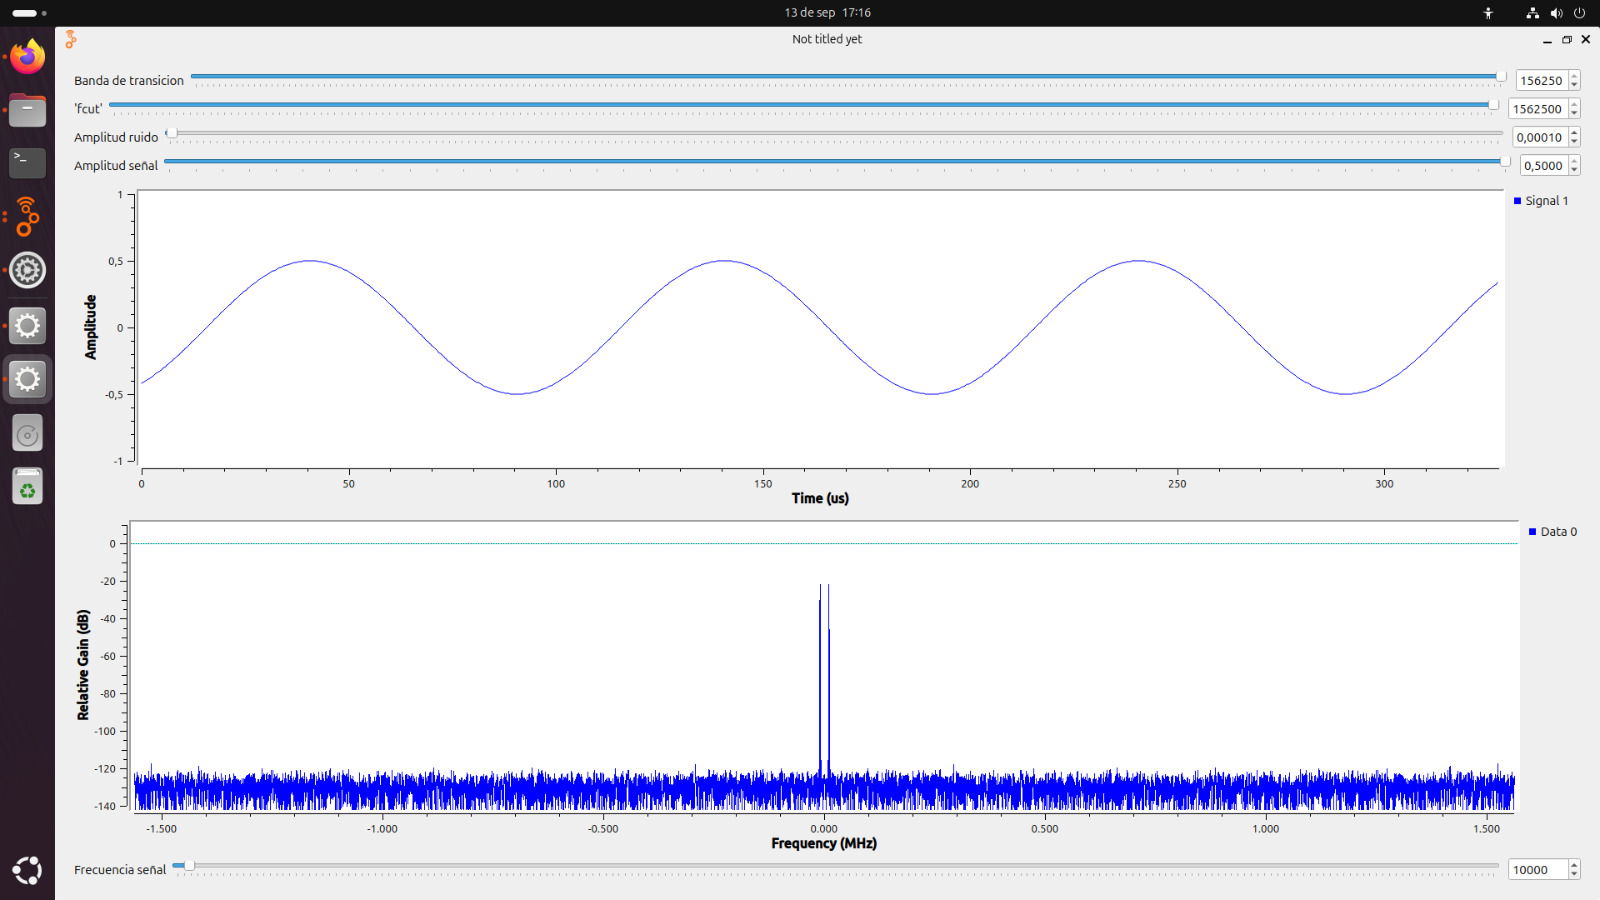 13 de sep 17:16
Not titled yet
Banda de transicion 156250
'fcut' 1562500
Amplitud ruido 0,00010
Amplitud señal 0,5000
Signal 1
1
0,5
0
-0,5
-1
Amplitude
0 50 100 150 200 250 300
Time (us)
Data 0
0
-20
-40
-60
-80
-100
-120
-140
Relative Gain (dB)
-1.500 -1.000 -0.500 0.000 0.500 1.000 1.500
Frequency (MHz)
Frecuencia señal 10000